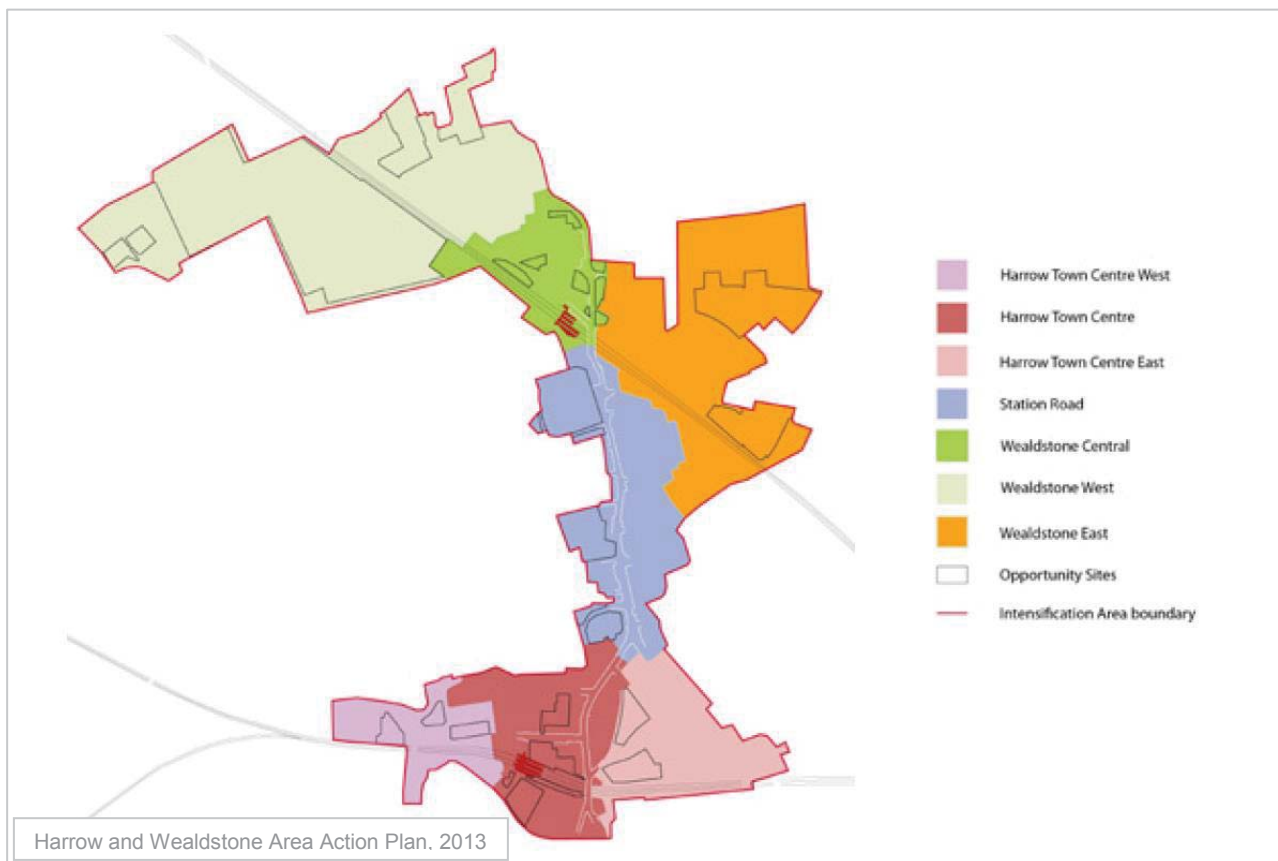 Harrow Town Centre West
Harrow Town Centre
Harrow Town Centre East
Station Road
Wealdstone Central
Wealdstone West
Wealdstone East
Opportunity Sites
Intensification Area boundary
Harrow and Wealdstone Area Action Plan, 2013